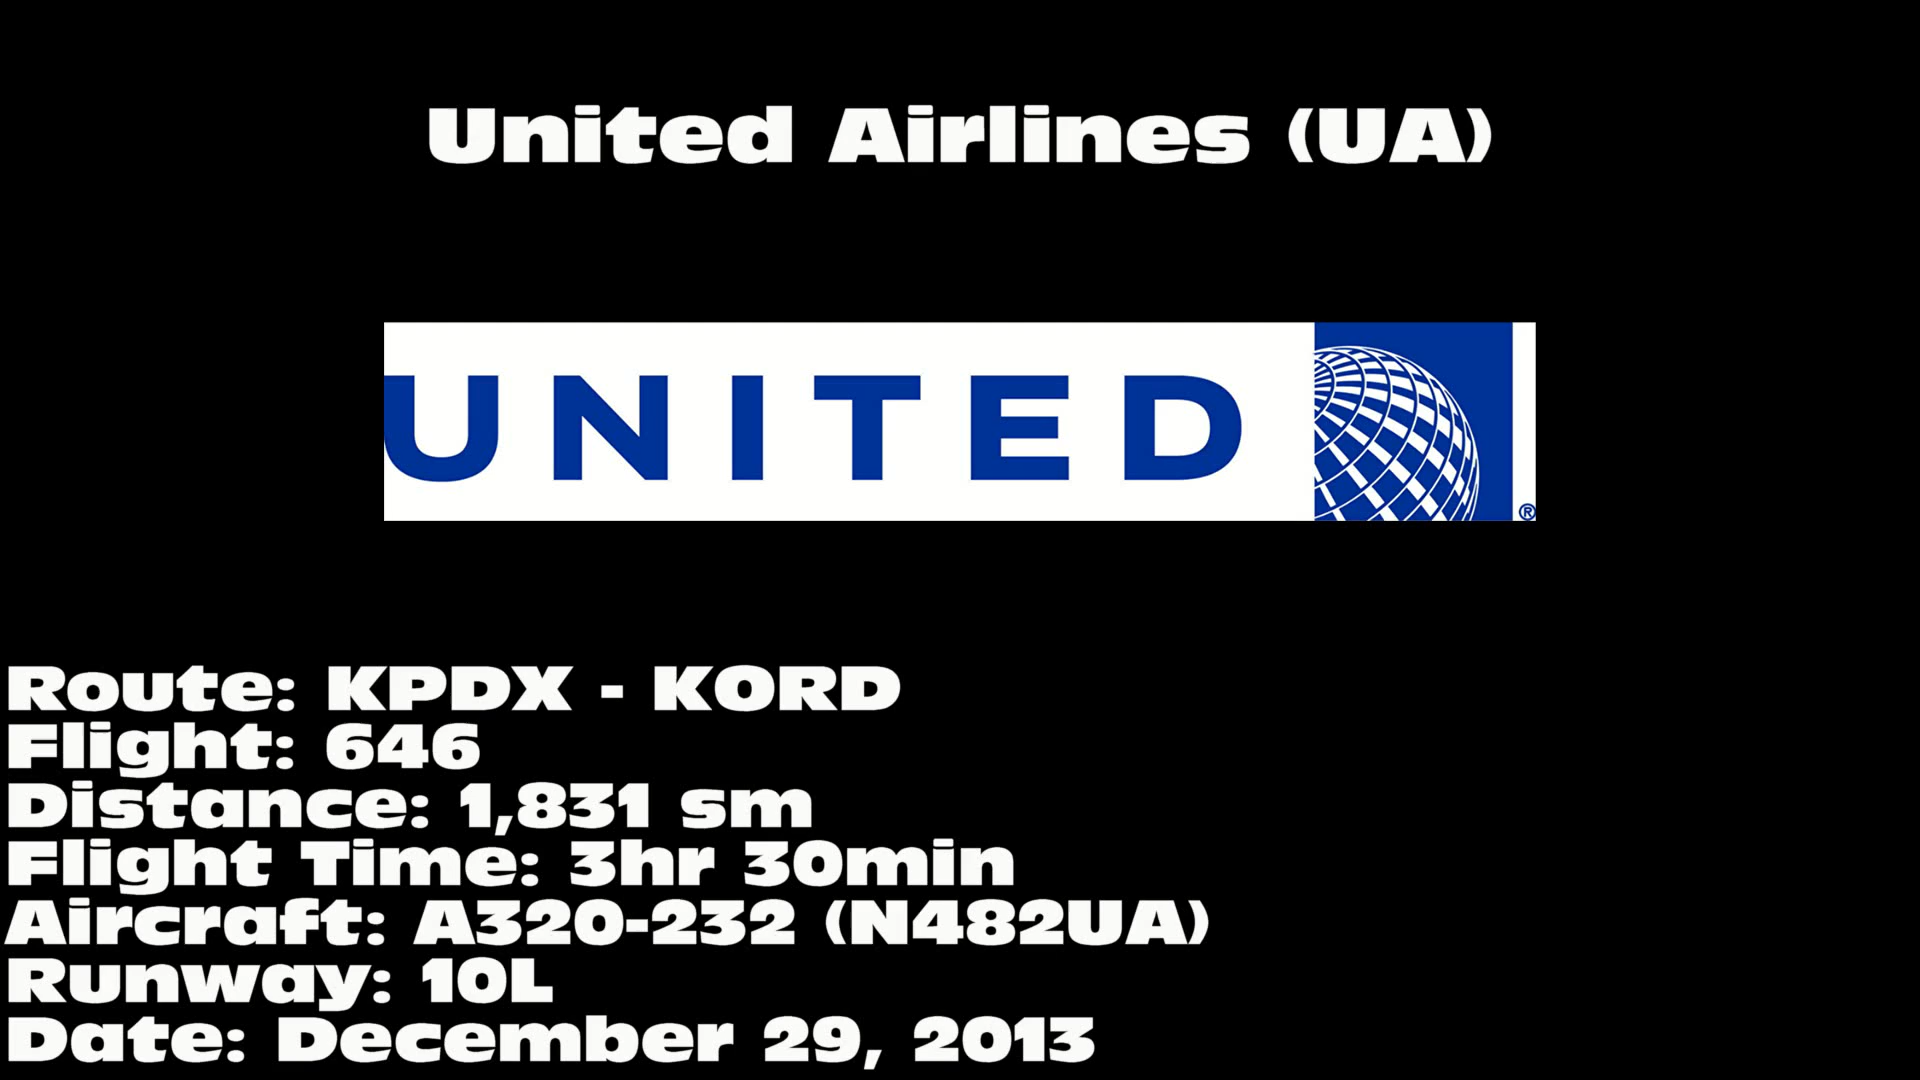 United Airlines (UA)
UNITED ®
Route: KPDX - KORD
Flight: 646
Distance: 1,831 sm
Flight Time: 3hr 30min
Aircraft: A320-232 (N482UA)
Runway: 10L
Date: December 29, 2013